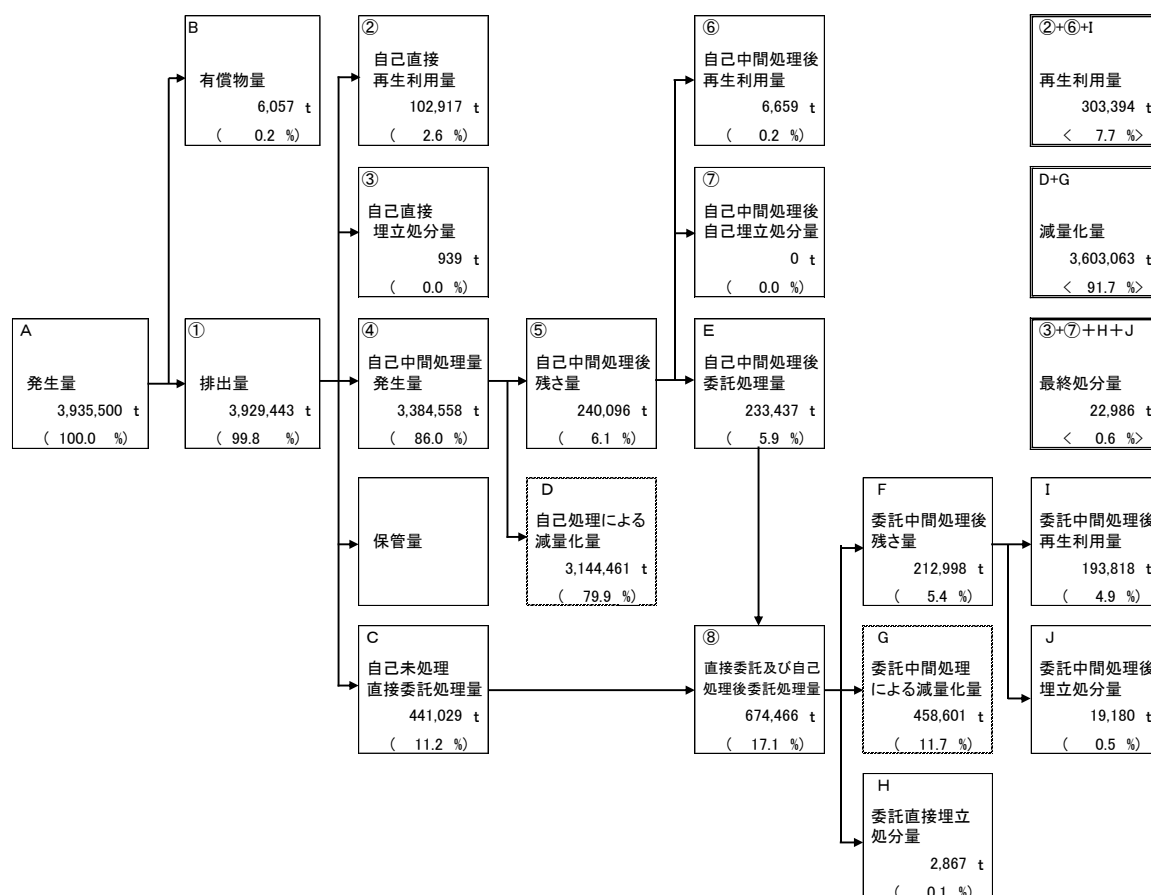 B
有償物量
6,057 t
( 0.2 %)
②
自己直接
再生利用量
102,917 t
( 2.6 %)
⑥
自己中間処理後
再生利用量
6,659 t
( 0.2 %)
②+⑥+I
再生利用量
303,394 t
< 7.7 %>
③
自己直接
埋立処分量
939 t
( 0.0 %)
⑦
自己中間処理後
自己埋立処分量
0 t
( 0.0 %)
D+G
減量化量
3,603,063 t
< 91.7 %>
A
発生量
3,935,500 t
( 100.0 %)
①
排出量
3,929,443 t
( 99.8 %)
④
自己中間処理量
発生量
3,384,558 t
( 86.0 %)
⑤
自己中間処理後
残さ量
240,096 t
( 6.1 %)
E
自己中間処理後
委託処理量
233,437 t
( 5.9 %)
③+⑦+H+J
最終処分量
22,986 t
< 0.6 %>
保管量
D
自己処理による
減量化量
3,144,461 t
( 79.9 %)
F
委託中間処理後
残さ量
212,998 t
( 5.4 %)
I
委託中間処理後
再生利用量
193,818 t
( 4.9 %)
C
自己未処理
直接委託処理量
441,029 t
( 11.2 %)
⑧
直接委託及び自己
処理後委託処理量
674,466 t
( 17.1 %)
G
委託中間処理
による減量化量
458,601 t
( 11.7 %)
J
委託中間処理後
埋立処分量
19,180 t
( 0.5 %)
H
委託直接埋立
処分量
2,867 t
( 0.1 %)